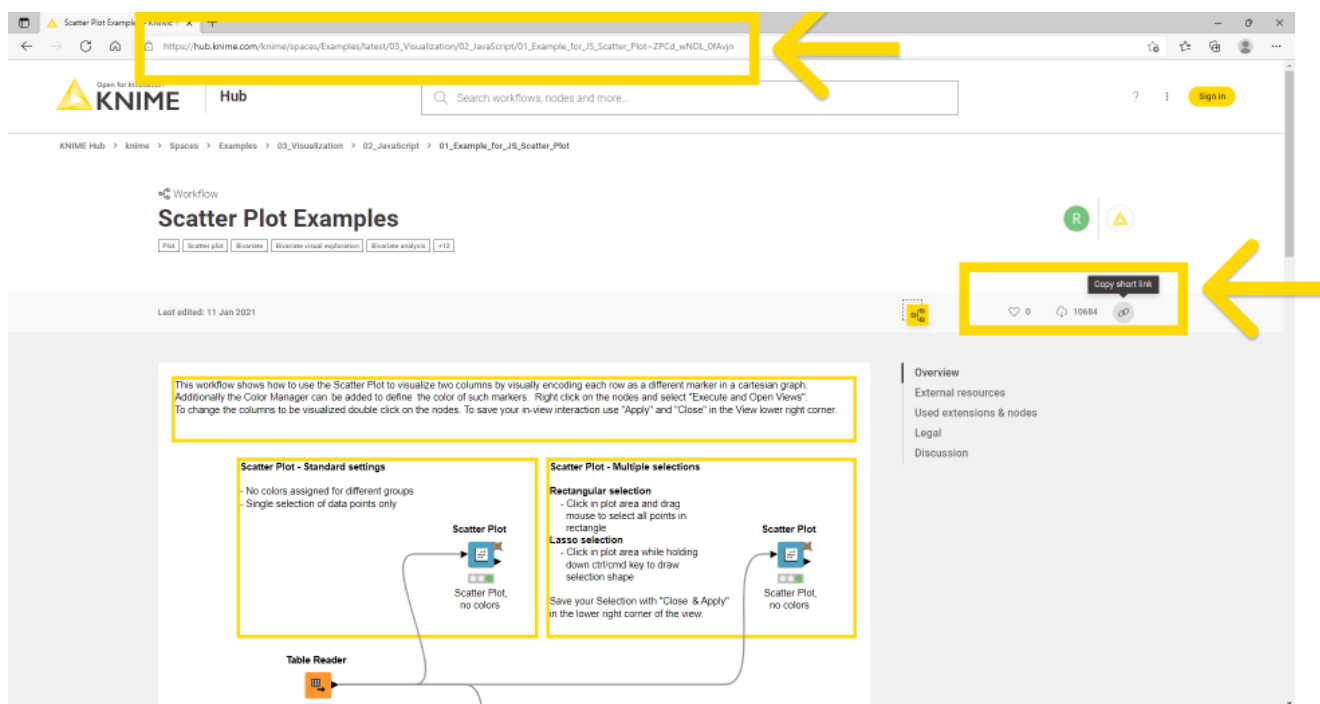 Scatter Plot Example
https://hub.knime.com/knime/spaces/Examples/latest/03_Visualization/02_JavaScript/01_Example_for_JS_Scatter_Plot~ZPCd_wNDL_0fAvjn
Open for Innovation
KNIME
Hub
Search workflows, nodes and more...
?
Sign in
KNIME Hub > knime > Spaces > Examples > 03_Visualization > 02_JavaScript > 01_Example_for_JS_Scatter_Plot
Workflow
Scatter Plot Examples
R
Plot Scatter plot Bivariate Bivariate visual exploration Bivariate analysis +12
Copy short link
Last edited: 11 Jan 2021
0 10684
This workflow shows how to use the Scatter Plot to visualize two columns by visually encoding each row as a different marker in a cartesian graph.
Additionally the Color Manager can be added to define the color of such markers. Right click on the nodes and select "Execute and Open Views".
To change the columns to be visualized double click on the nodes. To save your in-view interaction use "Apply" and "Close" in the View lower right corner.
Overview
External resources
Used extensions & nodes
Legal
Discussion
Scatter Plot - Standard settings
- No colors assigned for different groups
- Single selection of data points only
Scatter Plot
Scatter Plot,
no colors
Scatter Plot - Multiple selections
Rectangular selection
- Click in plot area and drag
mouse to select all points in
rectangle
Lasso selection
- Click in plot area while holding
down ctrl/cmd key to draw
selection shape
Save your Selection with "Close & Apply"
in the lower right corner of the view.
Scatter Plot
Scatter Plot,
no colors
Table Reader